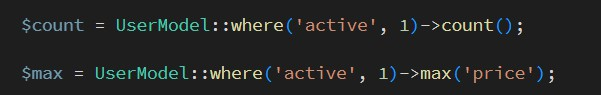 $count = UserModel::where('active', 1)->count();
$max = UserModel::where('active', 1)->max('price');